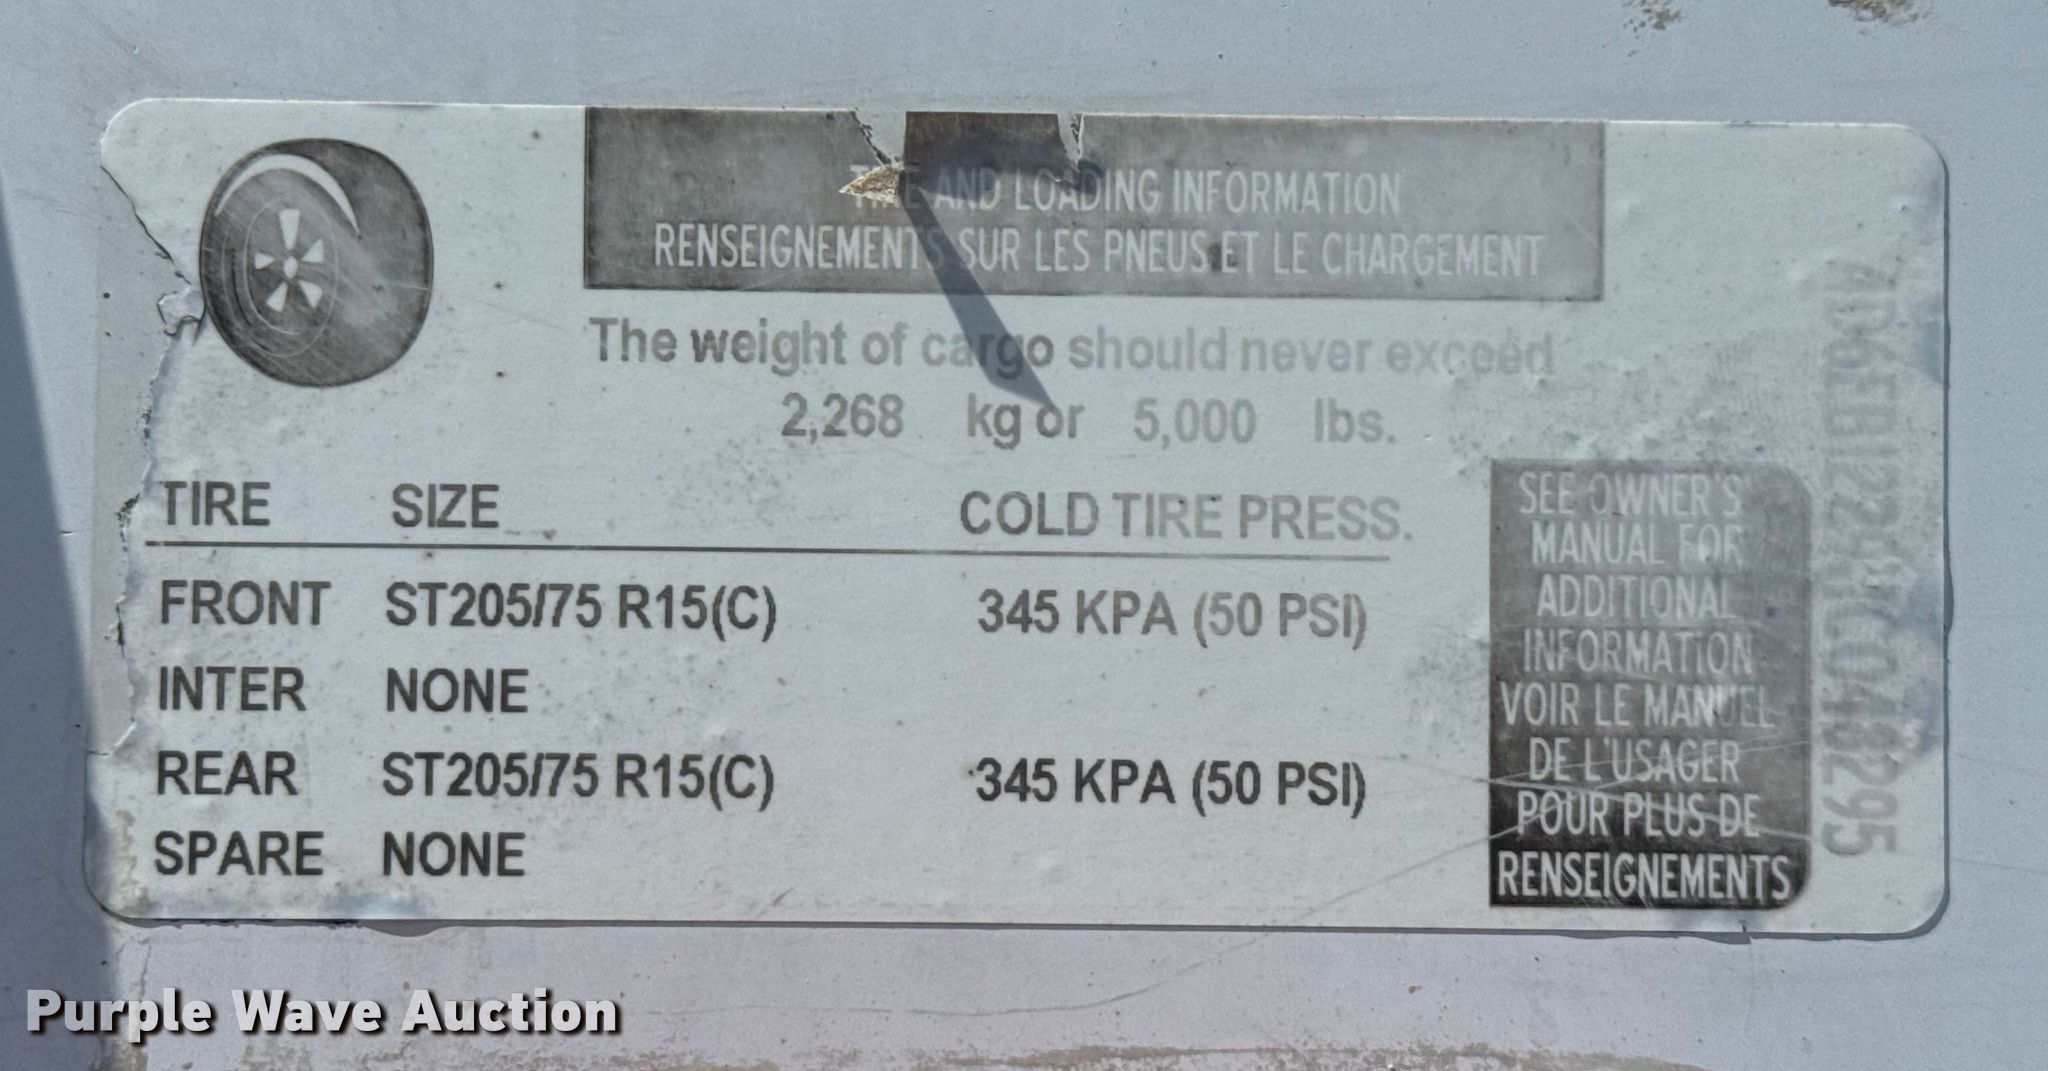 TIRE AND LOADING INFORMATION
RENSEIGNEMENTS SUR LES PNEUS ET LE CHARGEMENT
The weight of cargo should never exceed
2,268 kg or 5,000 lbs.
TIRE SIZE COLD TIRE PRESS.
FRONT ST205/75 R15(C) 345 KPA (50 PSI)
INTER NONE
REAR ST205/75 R15(C) 345 KPA (50 PSI)
SPARE NONE
SEE OWNER'S
MANUAL FOR
ADDITIONAL
INFORMATION
VOIR LE MANUEL
DE L'USAGER
POUR PLUS DE
RENSEIGNEMENTS
Purple Wave Auction